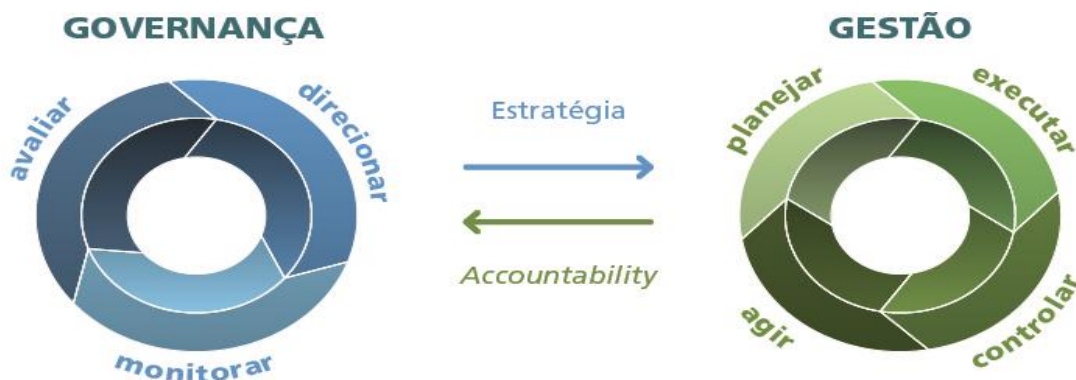 GOVERNANÇA
avaliar
direcionar
monitorar
Estratégia
Accountability
GESTÃO
planejar
executar
controlar
agir